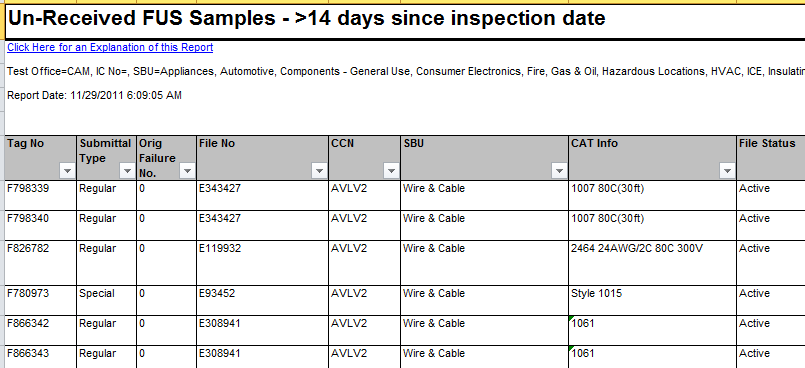 Un-Received FUS Samples - >14 days since inspection date
Click Here for an Explanation of this Report
Test Office=CAM, IC No=, SBU=Appliances, Automotive, Components - General Use, Consumer Electronics, Fire, Gas & Oil, Hazardous Locations, HVAC, ICE, Insulatin
Report Date: 11/29/2011 6:09:05 AM
Tag No Submittal Type Orig Failure No. File No CCN SBU CAT Info File Status
F798339 Regular 0 E343427 AVLV2 Wire & Cable 1007 80C(30ft) Active
F798340 Regular 0 E343427 AVLV2 Wire & Cable 1007 80C(30ft) Active
F826782 Regular 0 E119932 AVLV2 Wire & Cable 2464 24AWG/2C 80C 300V Active
F780973 Special 0 E93452 AVLV2 Wire & Cable Style 1015 Active
F866342 Regular 0 E308941 AVLV2 Wire & Cable 1061 Active
F866343 Regular 0 E308941 AVLV2 Wire & Cable 1061 Active